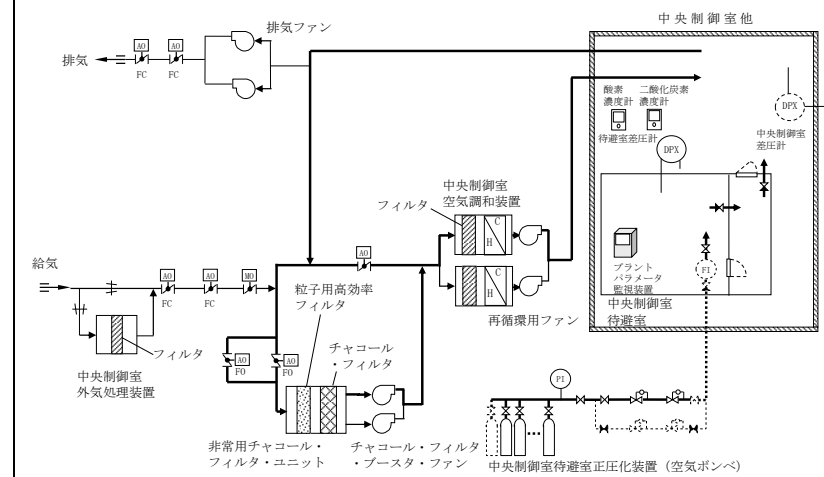 中央制御室他
排気ファン
排気
AO
AO
FC
FC
酸素
濃度計
二酸化炭素
濃度計
待避室差圧計
DPX
DPX
中央制御室
差圧計
中央制御室
空気調和装置
フィルタ
C
H
C
H
AO
給気
AO
AO
MO
FC
FC
粒子用高効率
フィルタ
再循環用ファン
プラント
パラメータ
監視装置
FI
中央制御室
待避室
フィルタ
チャコール
・フィルタ
AO
FO
AO
FO
中央制御室
外気処理装置
PI
非常用チャコール・
フィルタ・ユニット
チャコール・フィルタ
・ブースタ・ファン
中央制御室待避室正圧化装置（空気ボンベ）